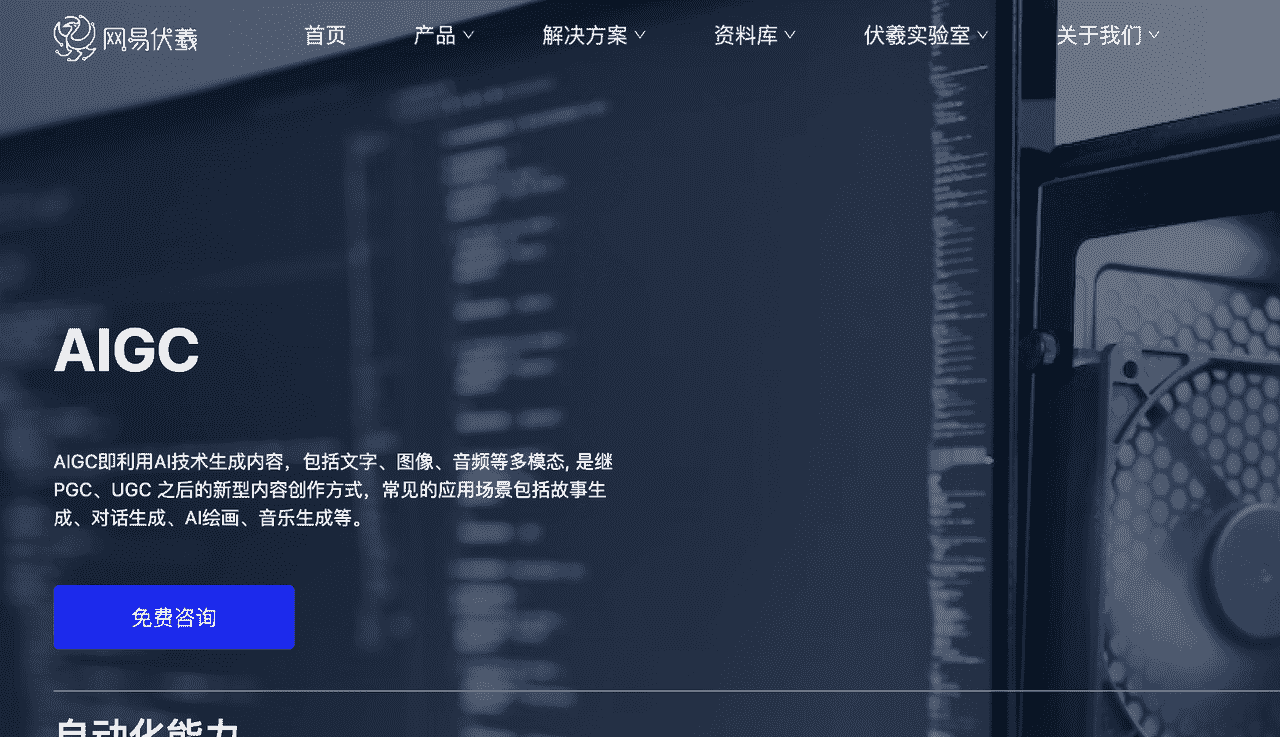 网易伏羲
首页 产品 解决方案 资料库 伏羲实验室 关于我们
AIGC
AIGC即利用AI技术生成内容，包括文字、图像、音频等多模态, 是继
PGC、UGC 之后的新型内容创作方式，常见的应用场景包括故事生
成、对话生成、AI绘画、音乐生成等。
免费咨询
自动化能力